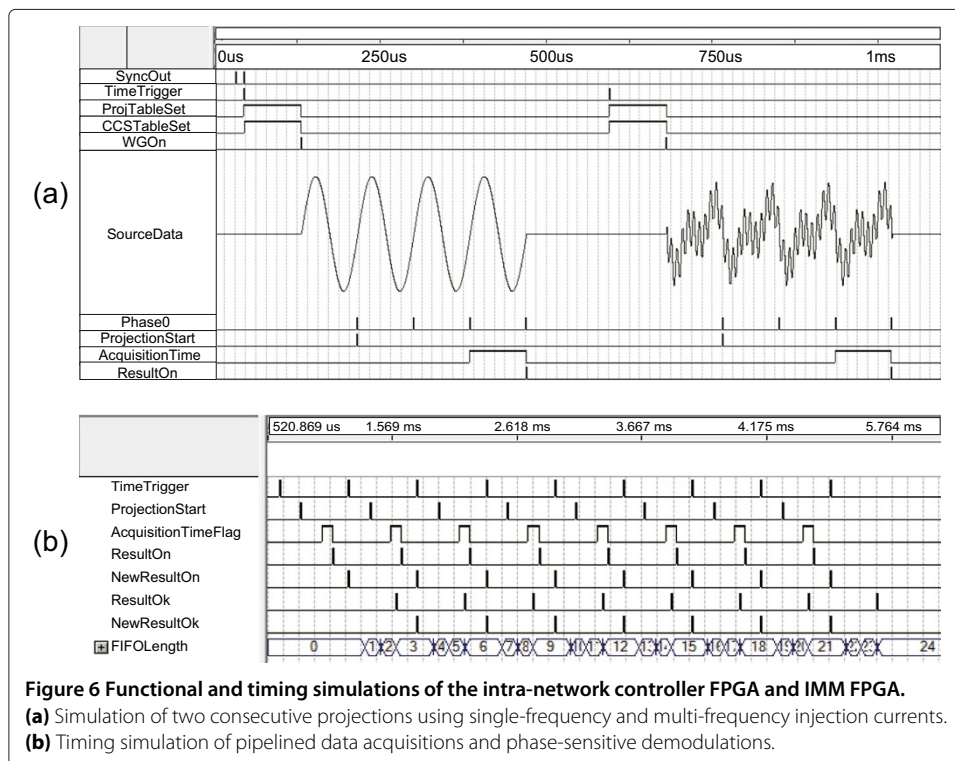 0us 250us 500us 750us 1ms
SyncOut
TimeTrigger
ProjTableSet
CCSTableSet
WGOn
(a)
SourceData
Phase0
ProjectionStart
AcquisitionTime
ResultOn
520.869 us 1.569 ms 2.618 ms 3.667 ms 4.175 ms 5.764 ms
TimeTrigger
ProjectionStart
(b)
AcquisitionTimeFlag
ResultOn
NewResultOn
ResultOk
NewResultOk
FIFOLength 0 1 2 3 4 5 6 7 8 9 12 15 18 21 24
Figure 6 Functional and timing simulations of the intra-network controller FPGA and IMM FPGA.
(a) Simulation of two consecutive projections using single-frequency and multi-frequency injection currents.
(b) Timing simulation of pipelined data acquisitions and phase-sensitive demodulations.